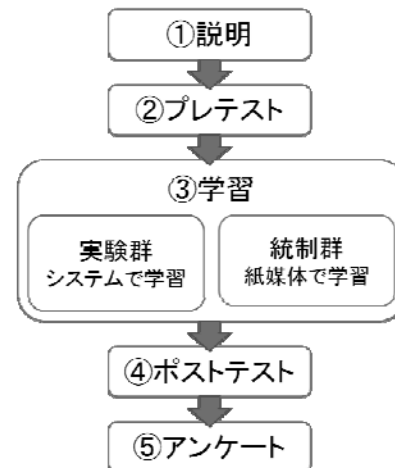 ①説明
②プレテスト
③学習
実験群
システムで学習
統制群
紙媒体で学習
④ポストテスト
⑤アンケート